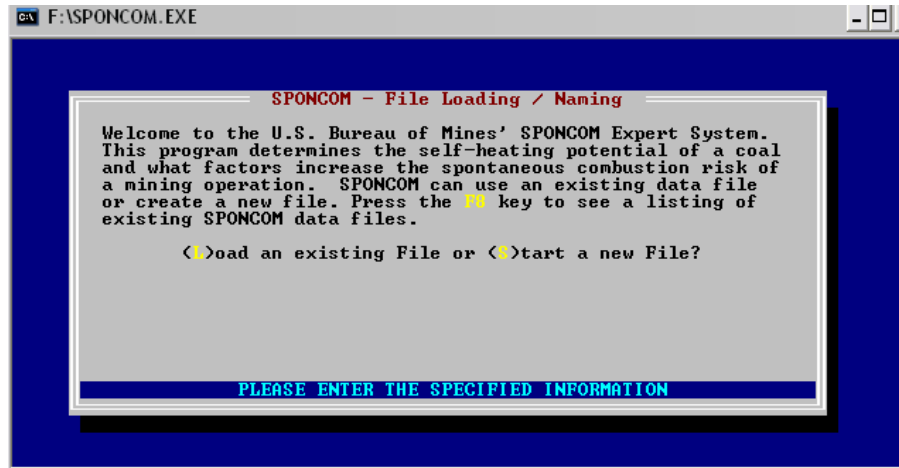 F:\SPONCOM.EXE
SPONCOM - File Loading / Naming
Welcome to the U.S. Bureau of Mines' SPONCOM Expert System.
This program determines the self-heating potential of a coal
and what factors increase the spontaneous combustion risk of
a mining operation.  SPONCOM can use an existing data file
or create a new file. Press the F8 key to see a listing of
existing SPONCOM data files.
(L)oad an existing File or (S)tart a new File?
PLEASE ENTER THE SPECIFIED INFORMATION